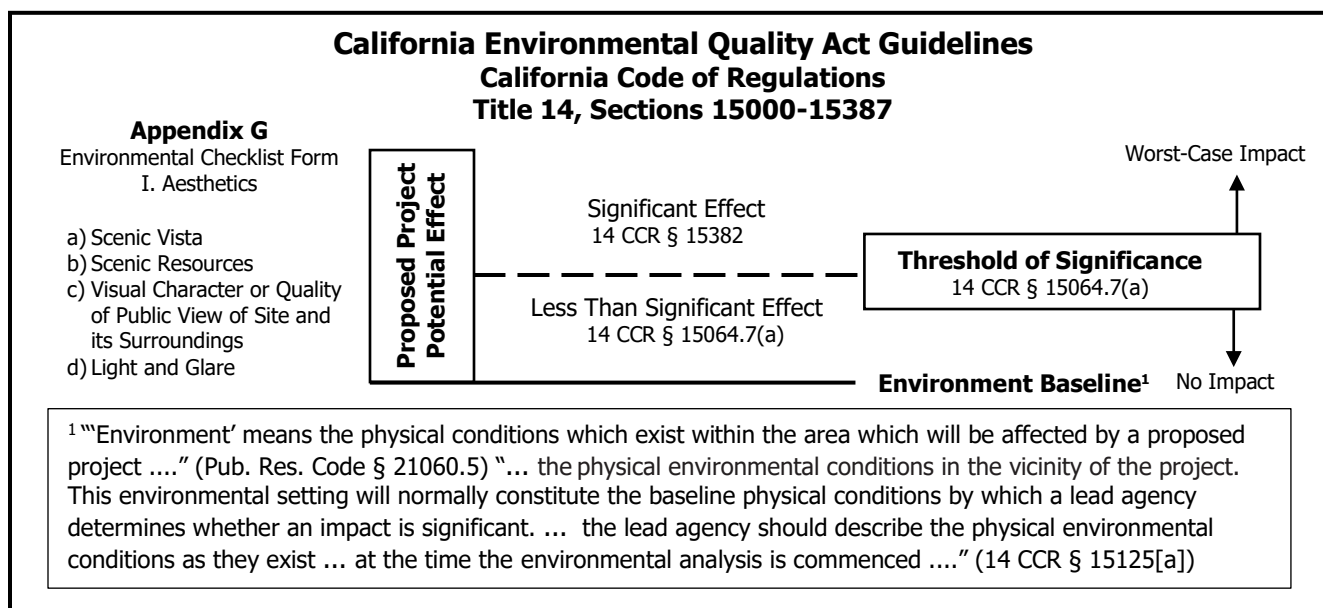 California Environmental Quality Act Guidelines
California Code of Regulations
Title 14, Sections 15000-15387
Appendix G
Environmental Checklist Form
I. Aesthetics
a) Scenic Vista
b) Scenic Resources
c) Visual Character or Quality
of Public View of Site and
its Surroundings
d) Light and Glare
Proposed Project
Potential Effect
Significant Effect
14 CCR § 15382
Less Than Significant Effect
14 CCR § 15064.7(a)
Worst-Case Impact
Threshold of Significance
14 CCR § 15064.7(a)
Environment Baseline¹
No Impact
¹ “‘Environment’ means the physical conditions which exist within the area which will be affected by a proposed
project ....” (Pub. Res. Code § 21060.5) “... the physical environmental conditions in the vicinity of the project.
This environmental setting will normally constitute the baseline physical conditions by which a lead agency
determines whether an impact is significant. ... the lead agency should describe the physical environmental
conditions as they exist ... at the time the environmental analysis is commenced ....” (14 CCR § 15125[a])